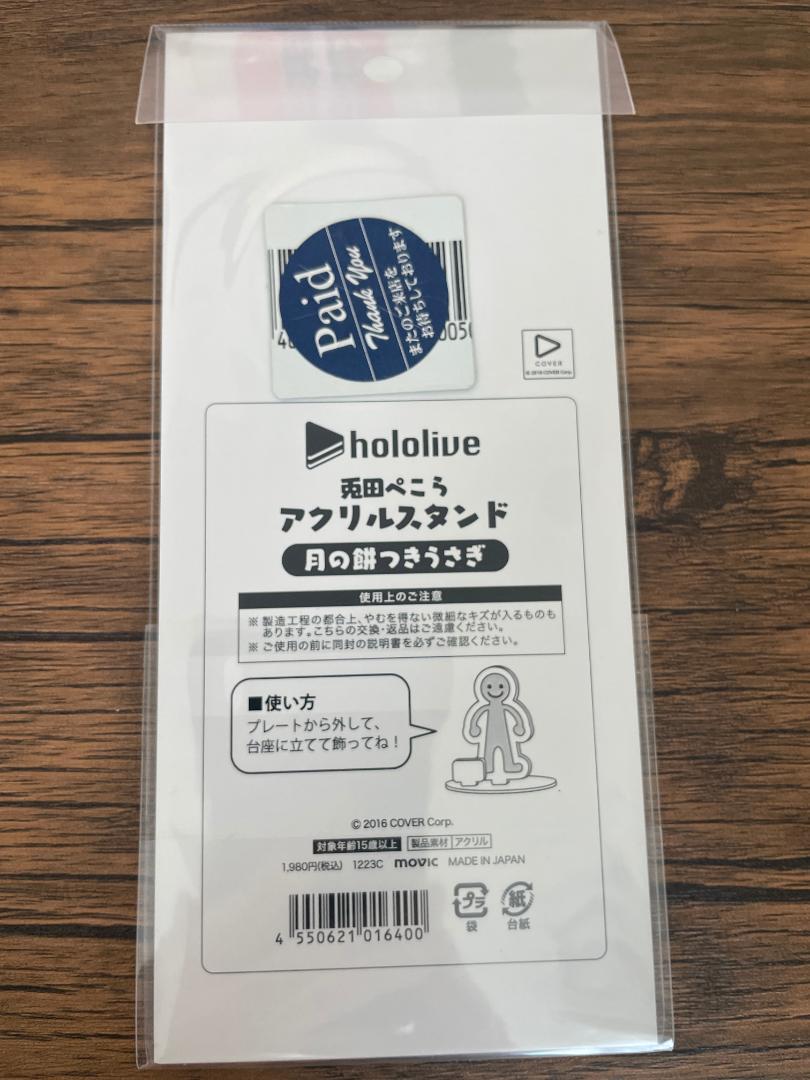 Paid
Thank You
またのご来店を
お待ちしております
COVER
© 2016 COVER Corp.
hololive
兎田ぺこら
アクリルスタンド
月の餅つきうさぎ
使用上のご注意
※ 製造工程の都合上、やむを得ない微細なキズが入るものも
あります。こちらの交換・返品はご遠慮ください。
※ ご使用の前に同封の説明書を必ずご確認ください。
■使い方
プレートから外して、
台座に立てて飾ってね！
© 2016 COVER Corp.
対象年齢15歳以上 製品素材 アクリル
1,980円(税込) 1223C movic MADE IN JAPAN
プラ 紙
袋 台紙
4 550621 016400